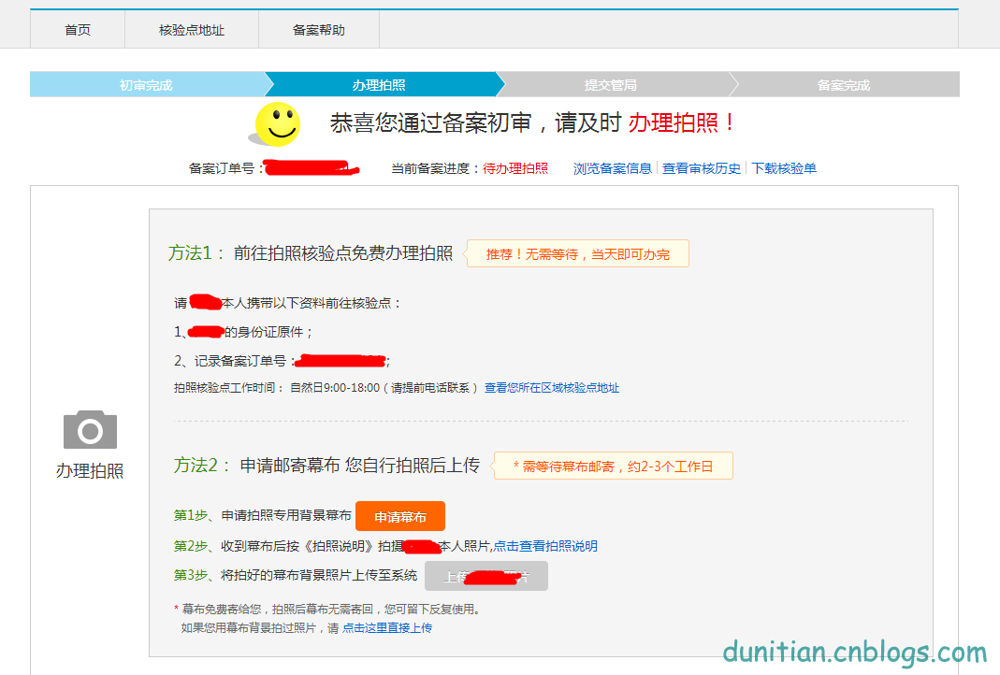 首页 核验点地址 备案帮助
初审完成 办理拍照 提交管局 备案完成
恭喜您通过备案初审，请及时 办理拍照！
备案订单号： 当前备案进度：待办理拍照 浏览备案信息 查看审核历史 下载核验单
方法1： 前往拍照核验点免费办理拍照 推荐！无需等待，当天即可办完
请 本人携带以下资料前往核验点：
1、 的身份证原件；
2、记录备案订单号： ；
拍照核验点工作时间： 自然日9:00-18:00（请提前电话联系） 查看您所在区域核验点地址
办理拍照
方法2： 申请邮寄幕布 您自行拍照后上传 * 需等待幕布邮寄，约2-3个工作日
第1步、申请拍照专用背景幕布 申请幕布
第2步、收到幕布后按《拍照说明》拍摄 本人照片,点击查看拍照说明
第3步、将拍好的幕布背景照片上传至系统 上传 片
* 幕布免费寄给您，拍照后幕布无需寄回，您可留下反复使用。
如果您用幕布背景拍过照片，请 点击这里直接上传
dunitian.cnblogs.com